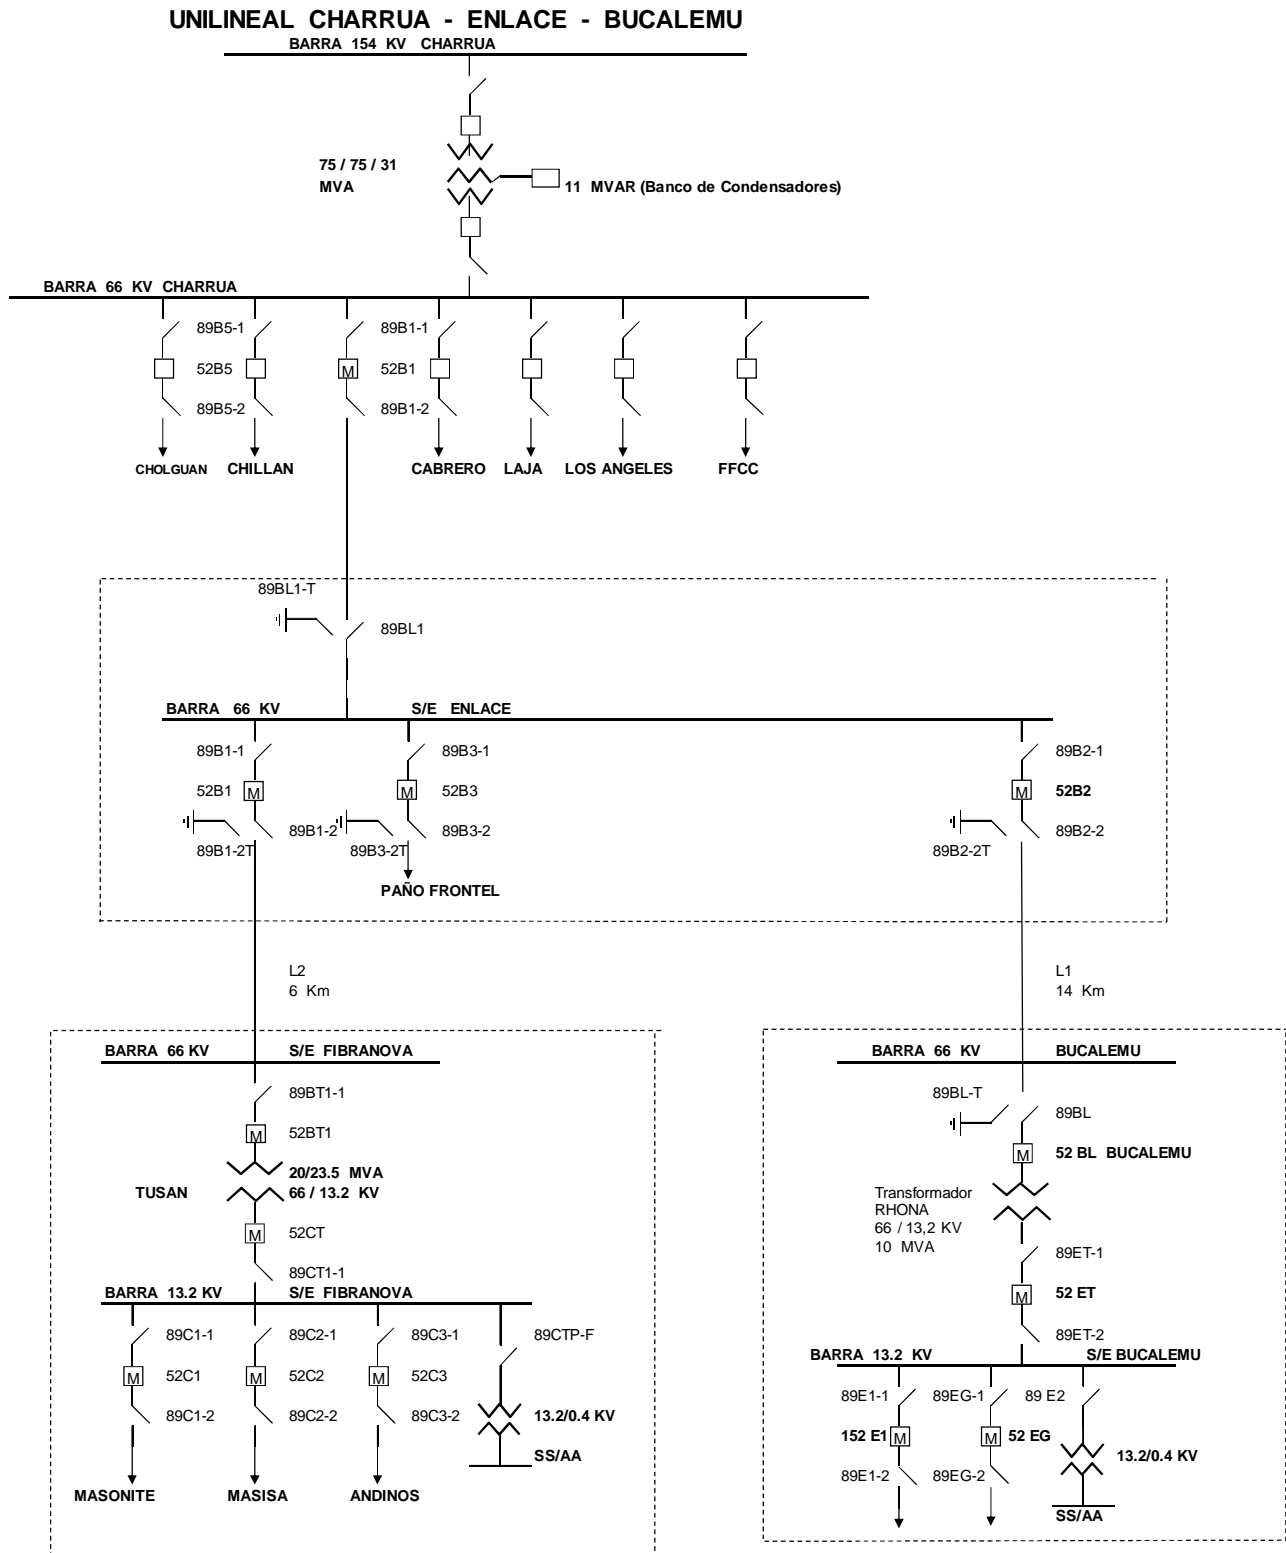 UNILINEAL CHARRUA - ENLACE - BUCALEMU
BARRA 154 KV CHARRUA
75 / 75 / 31
MVA
11 MVAR (Banco de Condensadores)
BARRA 66 KV CHARRUA
89B5-1
89B1-1
52B5
M
52B1
89B5-2
89B1-2
CHOLGUAN
CHILLAN
CABRERO
LAJA
LOS ANGELES
FFCC
89BL1-T
89BL1
BARRA 66 KV
S/E ENLACE
89B1-1
89B3-1
89B2-1
52B1
M
M
52B3
M
52B2
89B1-2
89B3-2
89B2-2
89B1-2T
89B3-2T
89B2-2T
PAÑO FRONTEL
L2
6 Km
L1
14 Km
BARRA 66 KV
S/E FIBRANOVA
89BT1-1
M
52BT1
20/23.5 MVA
TUSAN
66 / 13.2 KV
M
52CT
89CT1-1
BARRA 13.2 KV
S/E FIBRANOVA
89C1-1
89C2-1
89C3-1
89CTP-F
M
52C1
M
52C2
M
52C3
89C1-2
89C2-2
89C3-2
13.2/0.4 KV
SS/AA
MASONITE
MASISA
ANDINOS
BARRA 66 KV
BUCALEMU
89BL-T
89BL
M
52 BL BUCALEMU
Transformador
RHONA
66 / 13,2 KV
10 MVA
89ET-1
M
52 ET
89ET-2
BARRA 13.2 KV
S/E BUCALEMU
89E1-1
89EG-1
89 E2
152 E1
M
M
52 EG
13.2/0.4 KV
89E1-2
89EG-2
SS/AA